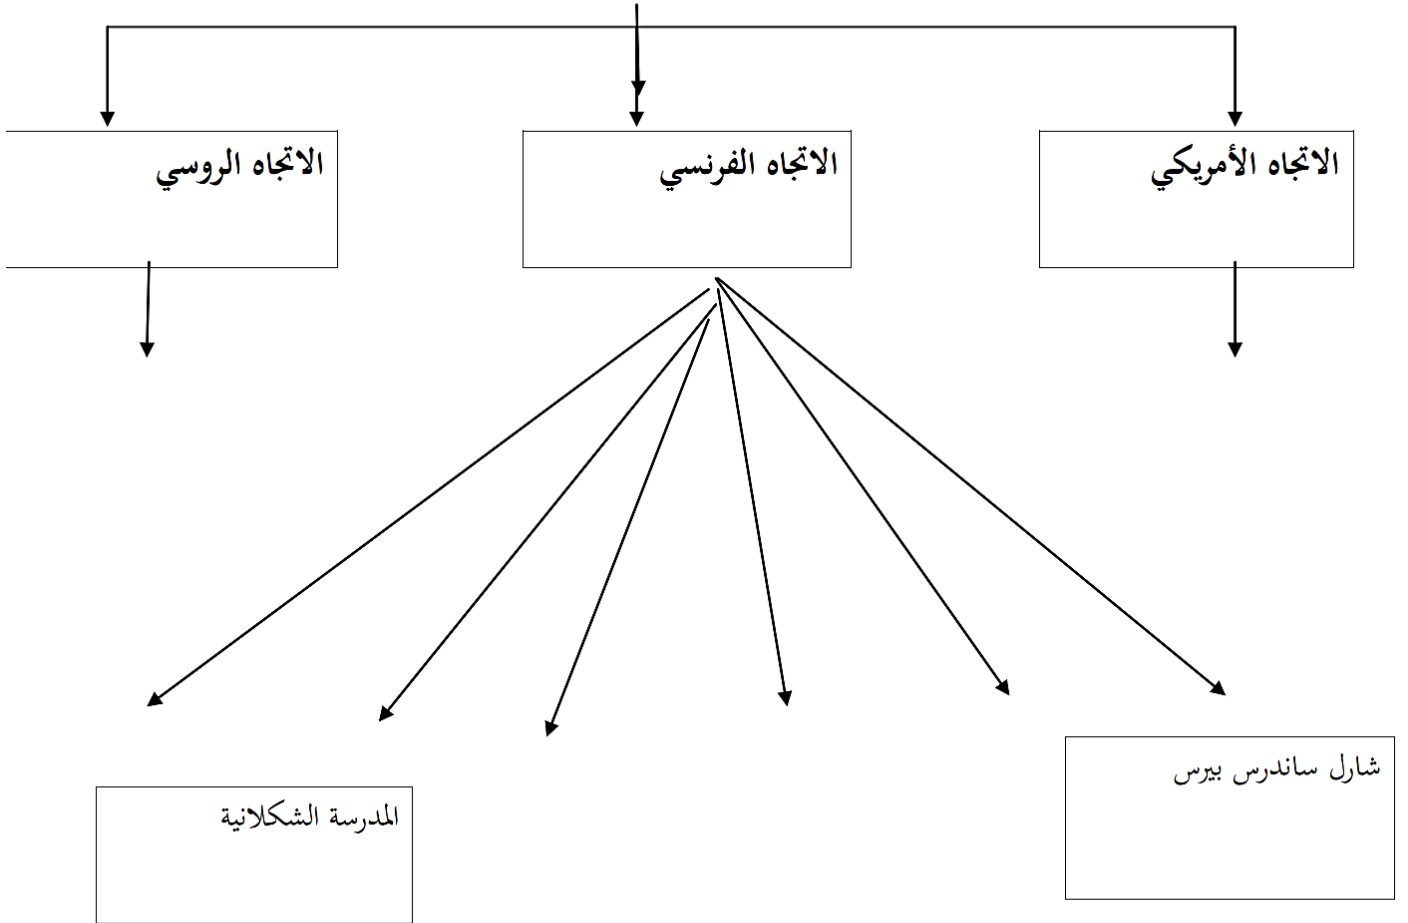 الاتجاه الأمريكي
الاتجاه الفرنسي
الاتجاه الروسي
شارل ساندرس بيرس
المدرسة الشكلانية